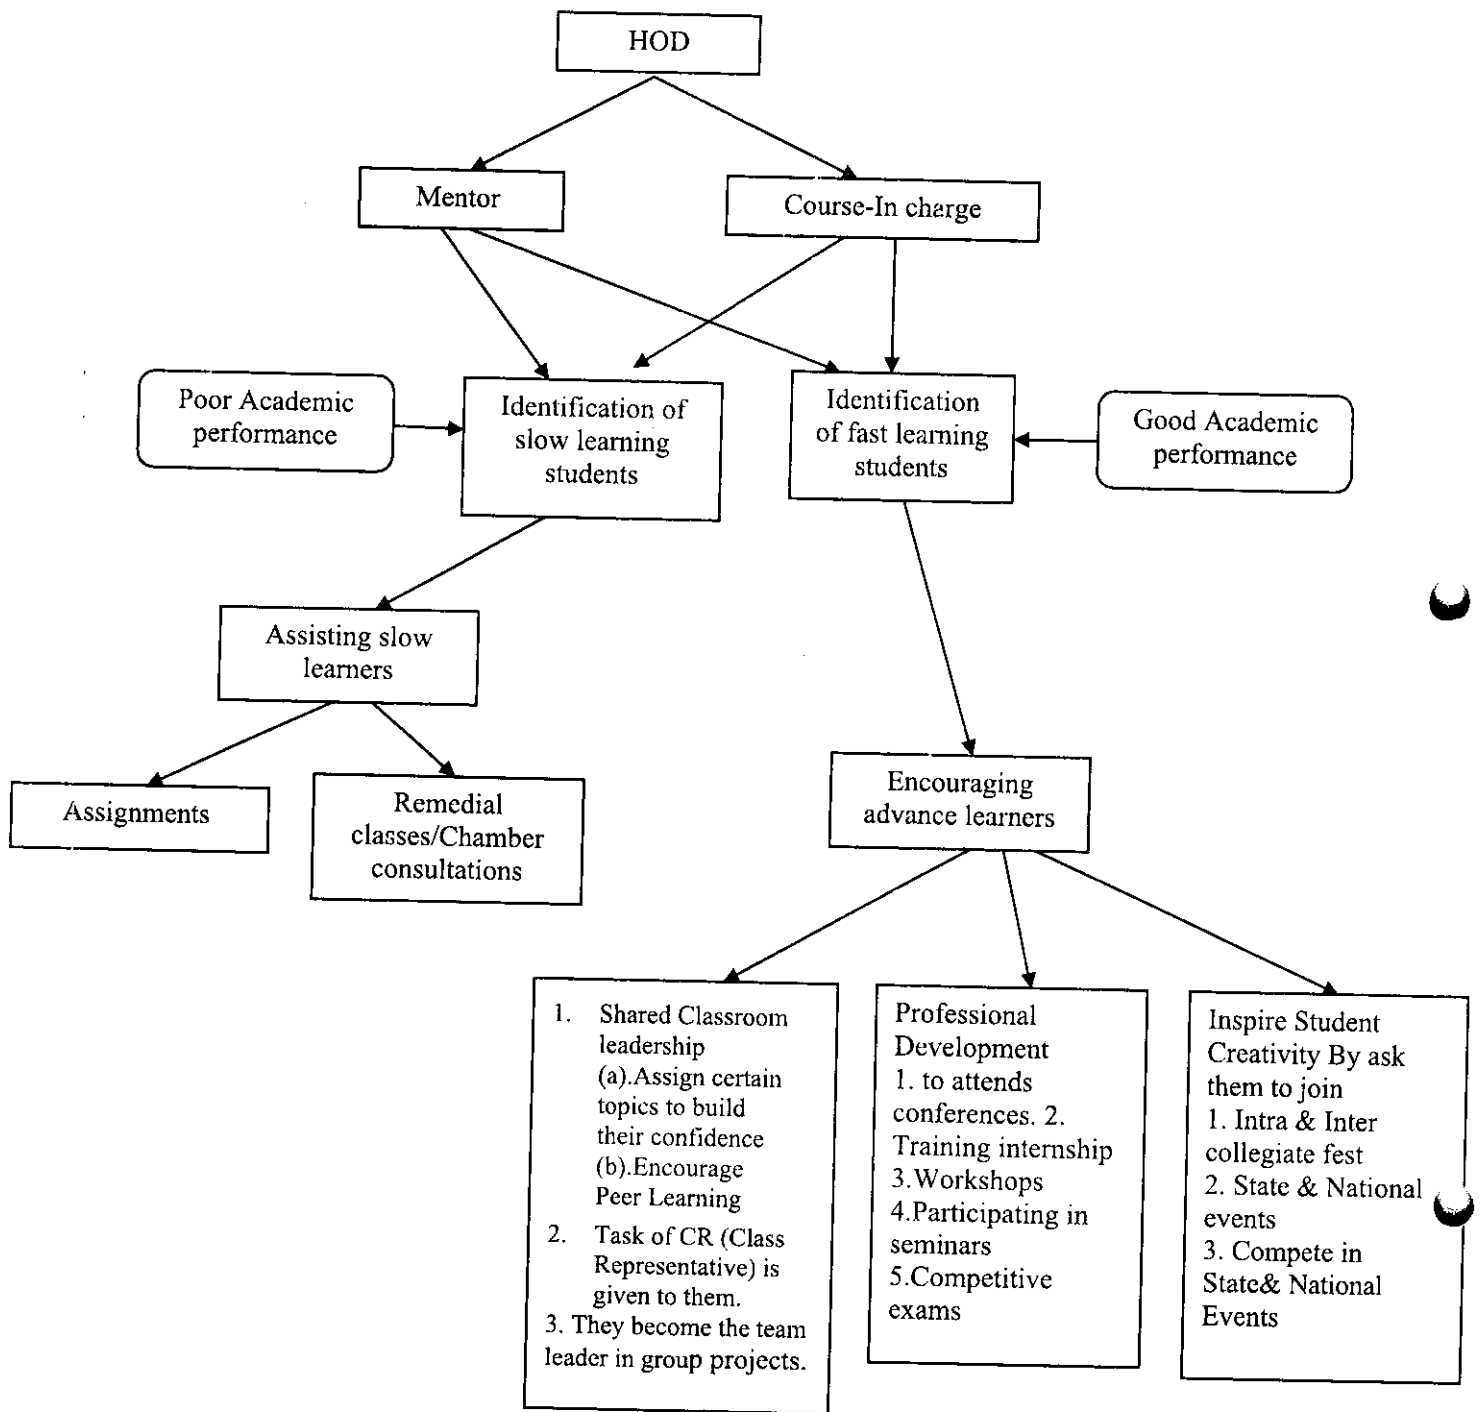 HOD
Mentor
Course-In charge
Poor Academic
performance
Identification of
slow learning
students
Identification
of fast learning
students
Good Academic
performance
Assisting slow
learners
Assignments
Remedial
classes/Chamber
consultations
Encouraging
advance learners
1. Shared Classroom
leadership
(a).Assign certain
topics to build
their confidence
(b).Encourage
Peer Learning
2. Task of CR (Class
Representative) is
given to them.
3. They become the team
leader in group projects.
Professional
Development
1. to attends
conferences. 2.
Training internship
3.Workshops
4.Participating in
seminars
5.Competitive
exams
Inspire Student
Creativity By ask
them to join
1. Intra & Inter
collegiate fest
2. State & National
events
3. Compete in
State& National
Events